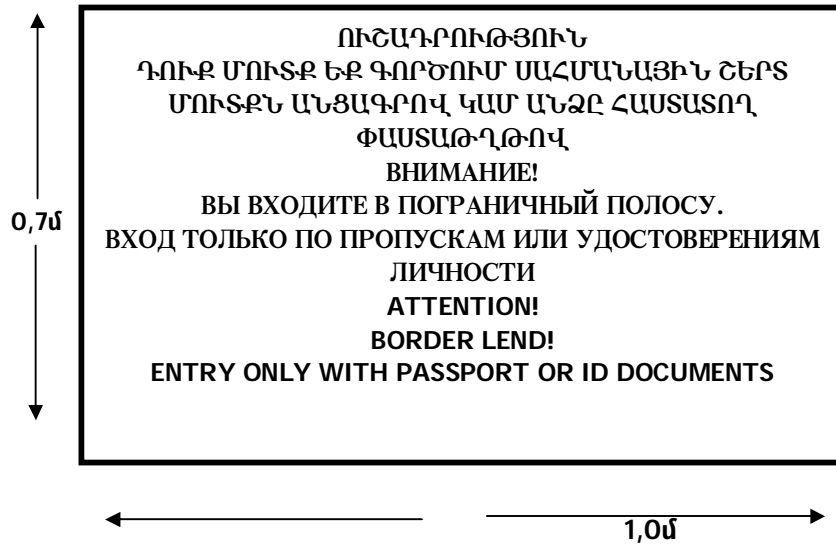 ՈՒՇԱԴՐՈՒԹՅՈՒՆ
ԴՈՒՔ ՄՈՒՏՔ ԵՔ ԳՈՐԾՈՒՄ ՍԱՀՄԱՆԱՅԻՆ ՇԵՐՏ
ՄՈՒՏՔՆ ԱՆՑԱԳՐՈՎ ԿԱՄ ԱՆՁԸ ՀԱՍՏԱՏՈՂ
ՓԱՍՏԱԹՂԹՈՎ
ВНИМАНИЕ!
ВЫ ВХОДИТЕ В ПОГРАНИЧНЫЙ ПОЛОСУ.
ВХОД ТОЛЬКО ПО ПРОПУСКАМ ИЛИ УДОСТОВЕРЕНИЯМ
ЛИЧНОСТИ
ATTENTION!
BORDER LEND!
ENTRY ONLY WITH PASSPORT OR ID DOCUMENTS
0,7մ
1,0մ